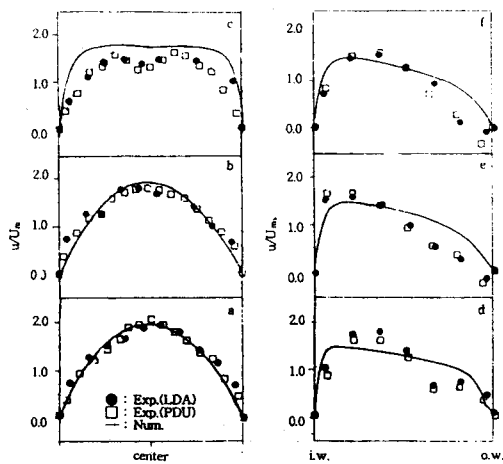 c
2.0
1.0
0.0
f
2.0
1.0
0.0
u/Um
b
2.0
1.0
0.0
u/Um
e
2.0
1.0
0.0
a
2.0
1.0
0.0
● : Exp.(LDA)
□ : Exp.(PDU)
— : Num.
d
2.0
1.0
0.0
center
i.w.
o.w.